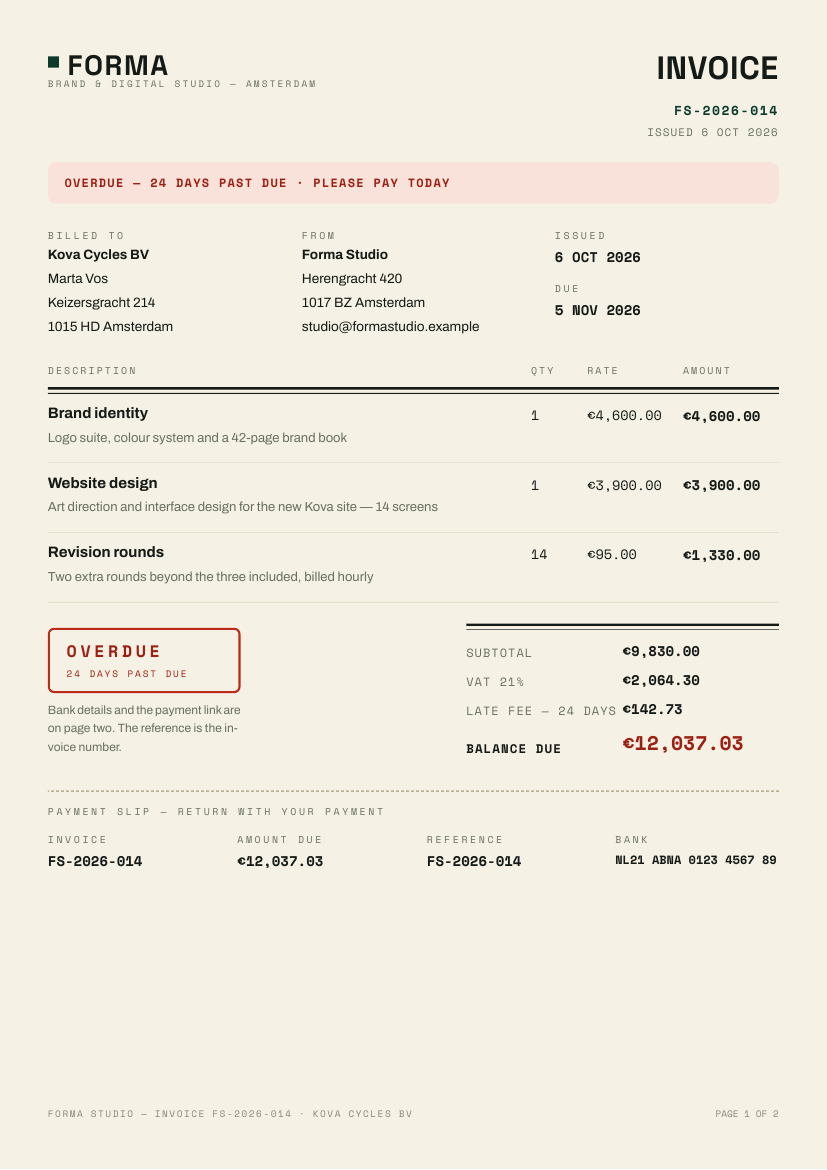 FORMA
BRAND & DIGITAL STUDIO — AMSTERDAM
INVOICE
FS-2026-014
ISSUED 6 OCT 2026
OVERDUE — 24 DAYS PAST DUE · PLEASE PAY TODAY
BILLED TO
Kova Cycles BV
Marta Vos
Keizersgracht 214
1015 HD Amsterdam
FROM
Forma Studio
Herengracht 420
1017 BZ Amsterdam
studio@formastudio.example
ISSUED
6 OCT 2026
DUE
5 NOV 2026
DESCRIPTION QTY RATE AMOUNT
Brand identity 1 €4,600.00 €4,600.00
Logo suite, colour system and a 42-page brand book
Website design 1 €3,900.00 €3,900.00
Art direction and interface design for the new Kova site — 14 screens
Revision rounds 14 €95.00 €1,330.00
Two extra rounds beyond the three included, billed hourly
OVERDUE
24 DAYS PAST DUE
Bank details and the payment link are
on page two. The reference is the in-
voice number.
SUBTOTAL €9,830.00
VAT 21% €2,064.30
LATE FEE — 24 DAYS €142.73
BALANCE DUE €12,037.03
PAYMENT SLIP — RETURN WITH YOUR PAYMENT
INVOICE
FS-2026-014
AMOUNT DUE
€12,037.03
REFERENCE
FS-2026-014
BANK
NL21 ABNA 0123 4567 89
FORMA STUDIO — INVOICE FS-2026-014 · KOVA CYCLES BV
PAGE 1 OF 2